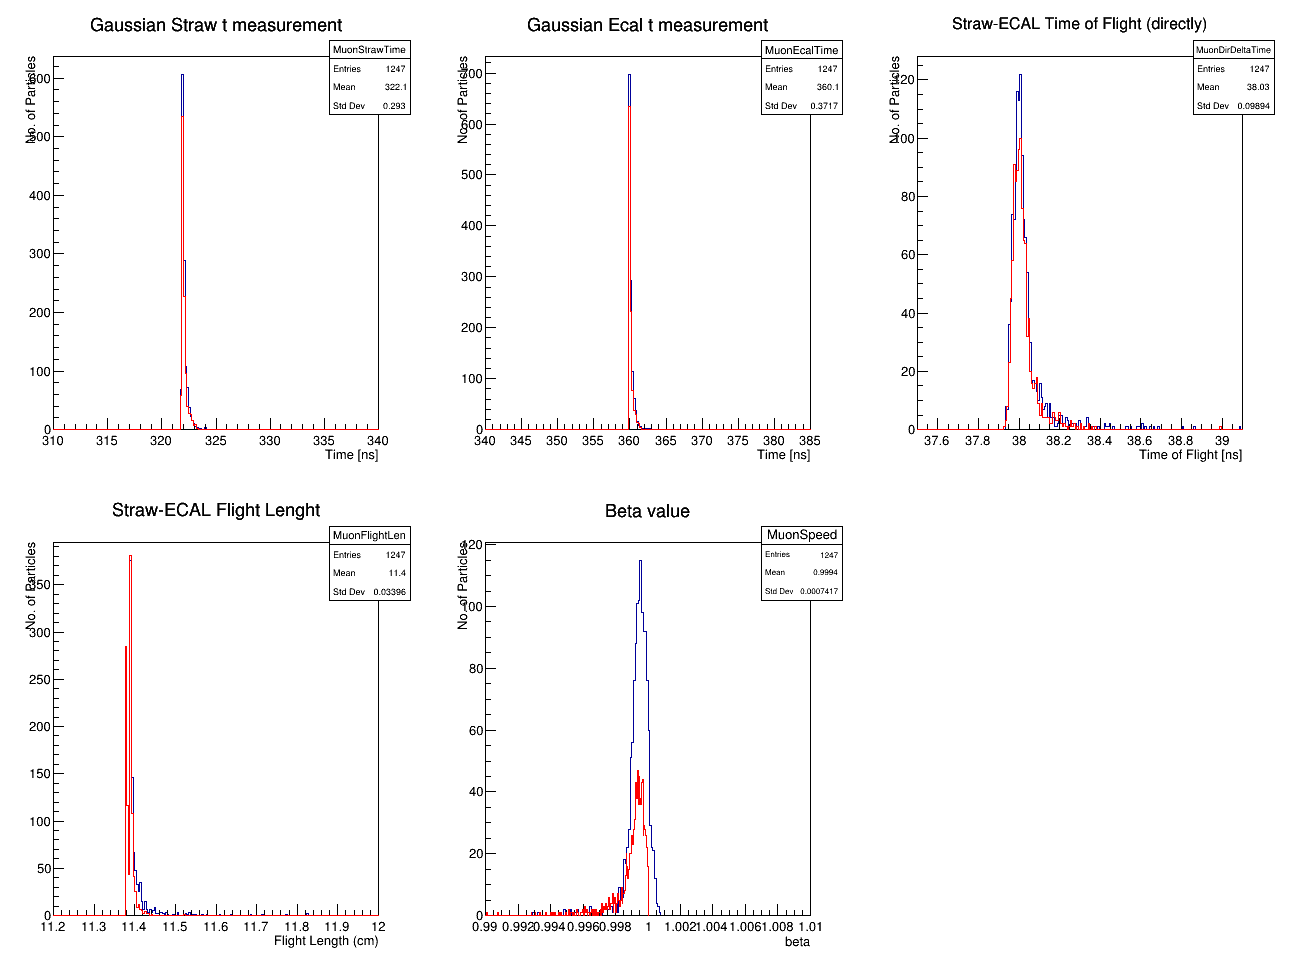 Gaussian Straw t measurement
No. of Particles
MuonStrawTime
Entries 1247
Mean 322.1
Std Dev 0.293
600
500
400
300
200
100
0
310 315 320 325 330 335 340
Time [ns]
Gaussian Ecal t measurement
No. of Particles
MuonEcalTime
Entries 1247
Mean 360.1
Std Dev 0.3717
700
600
500
400
300
200
100
0
340 345 350 355 360 365 370 375 380 385
Time [ns]
Straw-ECAL Time of Flight (directly)
No. of Particles
MuonDirDeltaTime
Entries 1247
Mean 38.03
Std Dev 0.09894
120
100
80
60
40
20
0
37.6 37.8 38 38.2 38.4 38.6 38.8 39
Time of Flight [ns]
Straw-ECAL Flight Lenght
No. of Particles
MuonFlightLen
Entries 1247
Mean 11.4
Std Dev 0.03396
350
300
250
200
150
100
50
0
11.2 11.3 11.4 11.5 11.6 11.7 11.8 11.9 12
Flight Length (cm)
Beta value
No. of Particles
MuonSpeed
Entries 1247
Mean 0.9994
Std Dev 0.0007417
120
100
80
60
40
20
0
0.99 0.992 0.994 0.996 0.998 1 1.002 1.004 1.006 1.008 1.01
beta